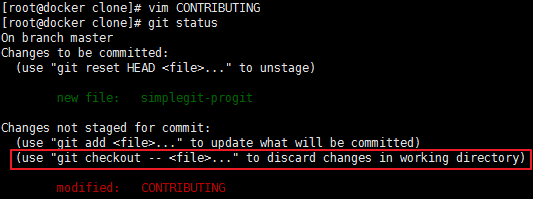 [root@docker clone]# vim CONTRIBUTING
[root@docker clone]# git status
On branch master
Changes to be committed:
  (use "git reset HEAD <file>..." to unstage)
        new file:   simplegit-progit
Changes not staged for commit:
  (use "git add <file>..." to update what will be committed)
  (use "git checkout -- <file>..." to discard changes in working directory)
        modified:   CONTRIBUTING